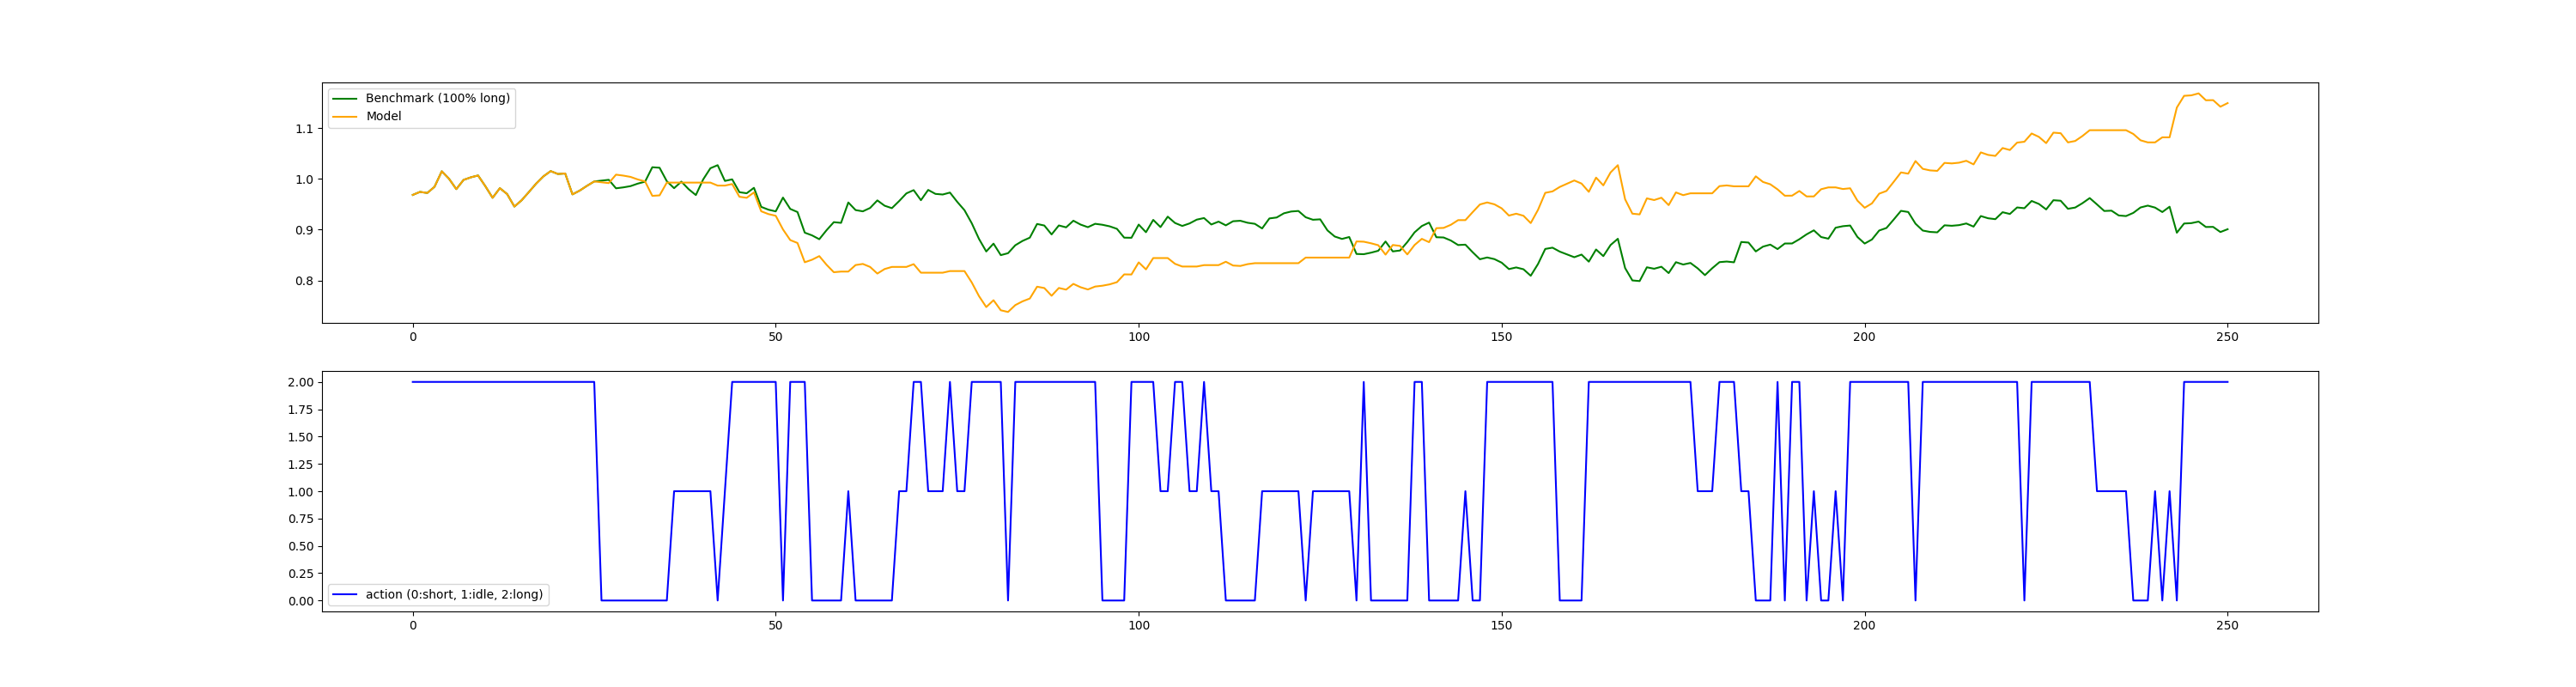 Benchmark (100% long)
Model
1.1
1.0
0.9
0.8
0 50 100 150 200 250
2.00
1.75
1.50
1.25
1.00
0.75
0.50
0.25
0.00
action (0:short, 1:idle, 2:long)
0 50 100 150 200 250